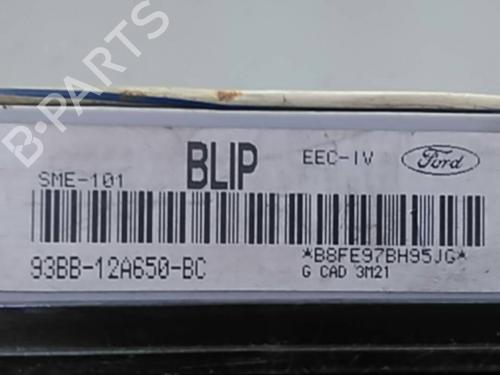 B-PARTS
SME-101 BLIP EEC-IV Ford
93BB-12A650-BC *B8FE97BH95JG*
G CAD 3M21